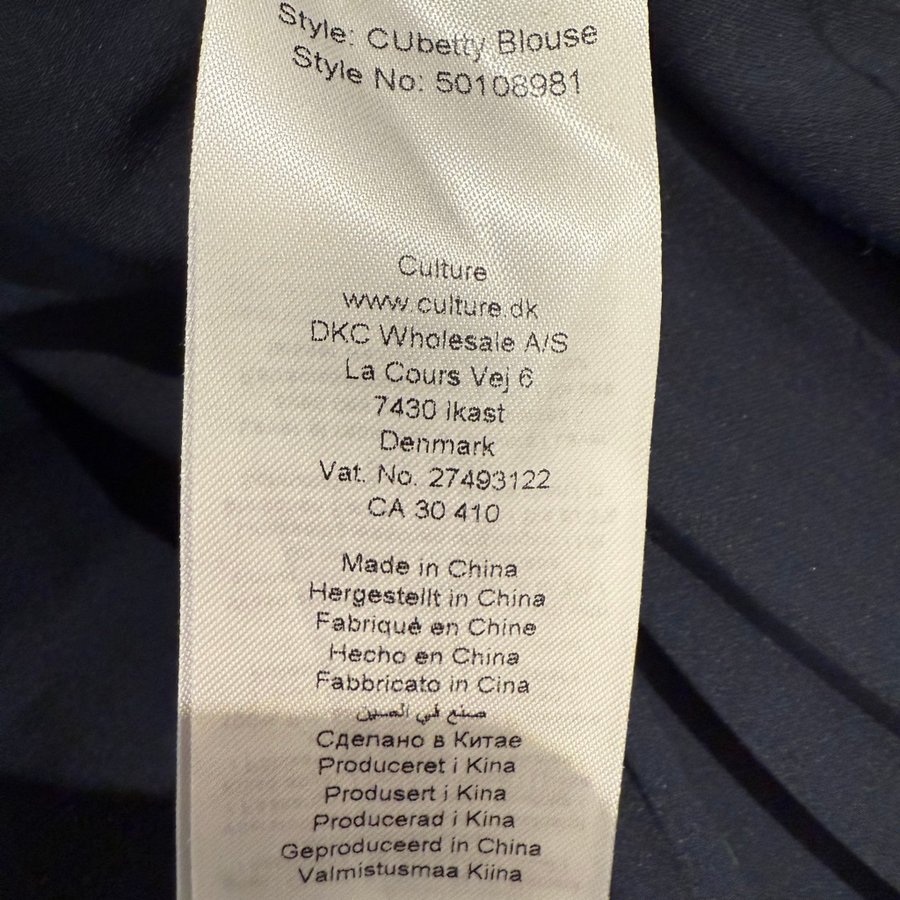 Style: CUbetty Blouse
Style No: 50108981
Culture
www.culture.dk
DKC Wholesale A/S
La Cours Vej 6
7430 Ikast
Denmark
Vat. No. 27493122
CA 30 410
Made in China
Hergestellt in China
Fabriqué en Chine
Hecho en China
Fabbricato in Cina
صنع في الصين
Сделано в Китае
Produceret i Kina
Produsert i Kina
Producerad i Kina
Geproduceerd in China
Valmistusmaa Kiina